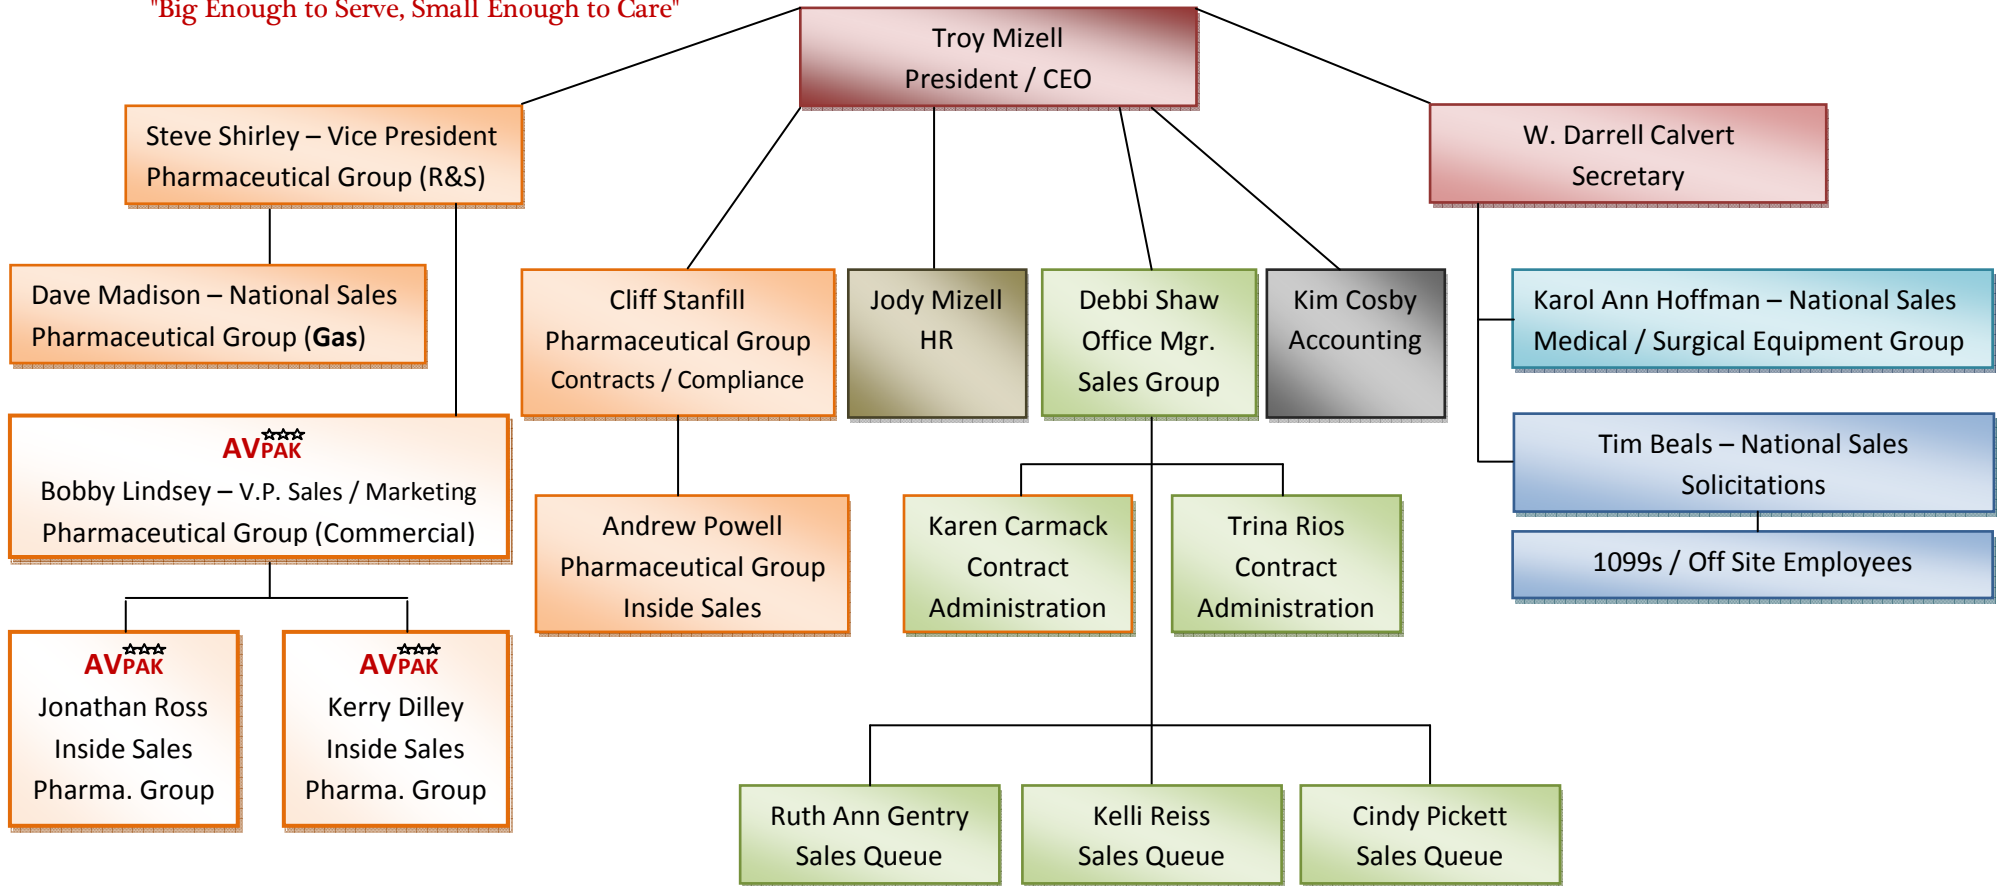 "Big Enough to Serve, Small Enough to Care"
Troy Mizell
President / CEO
Steve Shirley – Vice President
Pharmaceutical Group (R&S)
W. Darrell Calvert
Secretary
Dave Madison – National Sales
Pharmaceutical Group (Gas)
Cliff Stanfill
Pharmaceutical Group
Contracts / Compliance
Jody Mizell
HR
Debbi Shaw
Office Mgr.
Sales Group
Kim Cosby
Accounting
Karol Ann Hoffman – National Sales
Medical / Surgical Equipment Group
AVPAK
Bobby Lindsey – V.P. Sales / Marketing
Pharmaceutical Group (Commercial)
Tim Beals – National Sales
Solicitations
Andrew Powell
Pharmaceutical Group
Inside Sales
Karen Carmack
Contract
Administration
Trina Rios
Contract
Administration
1099s / Off Site Employees
AVPAK
Jonathan Ross
Inside Sales
Pharma. Group
AVPAK
Kerry Dilley
Inside Sales
Pharma. Group
Ruth Ann Gentry
Sales Queue
Kelli Reiss
Sales Queue
Cindy Pickett
Sales Queue